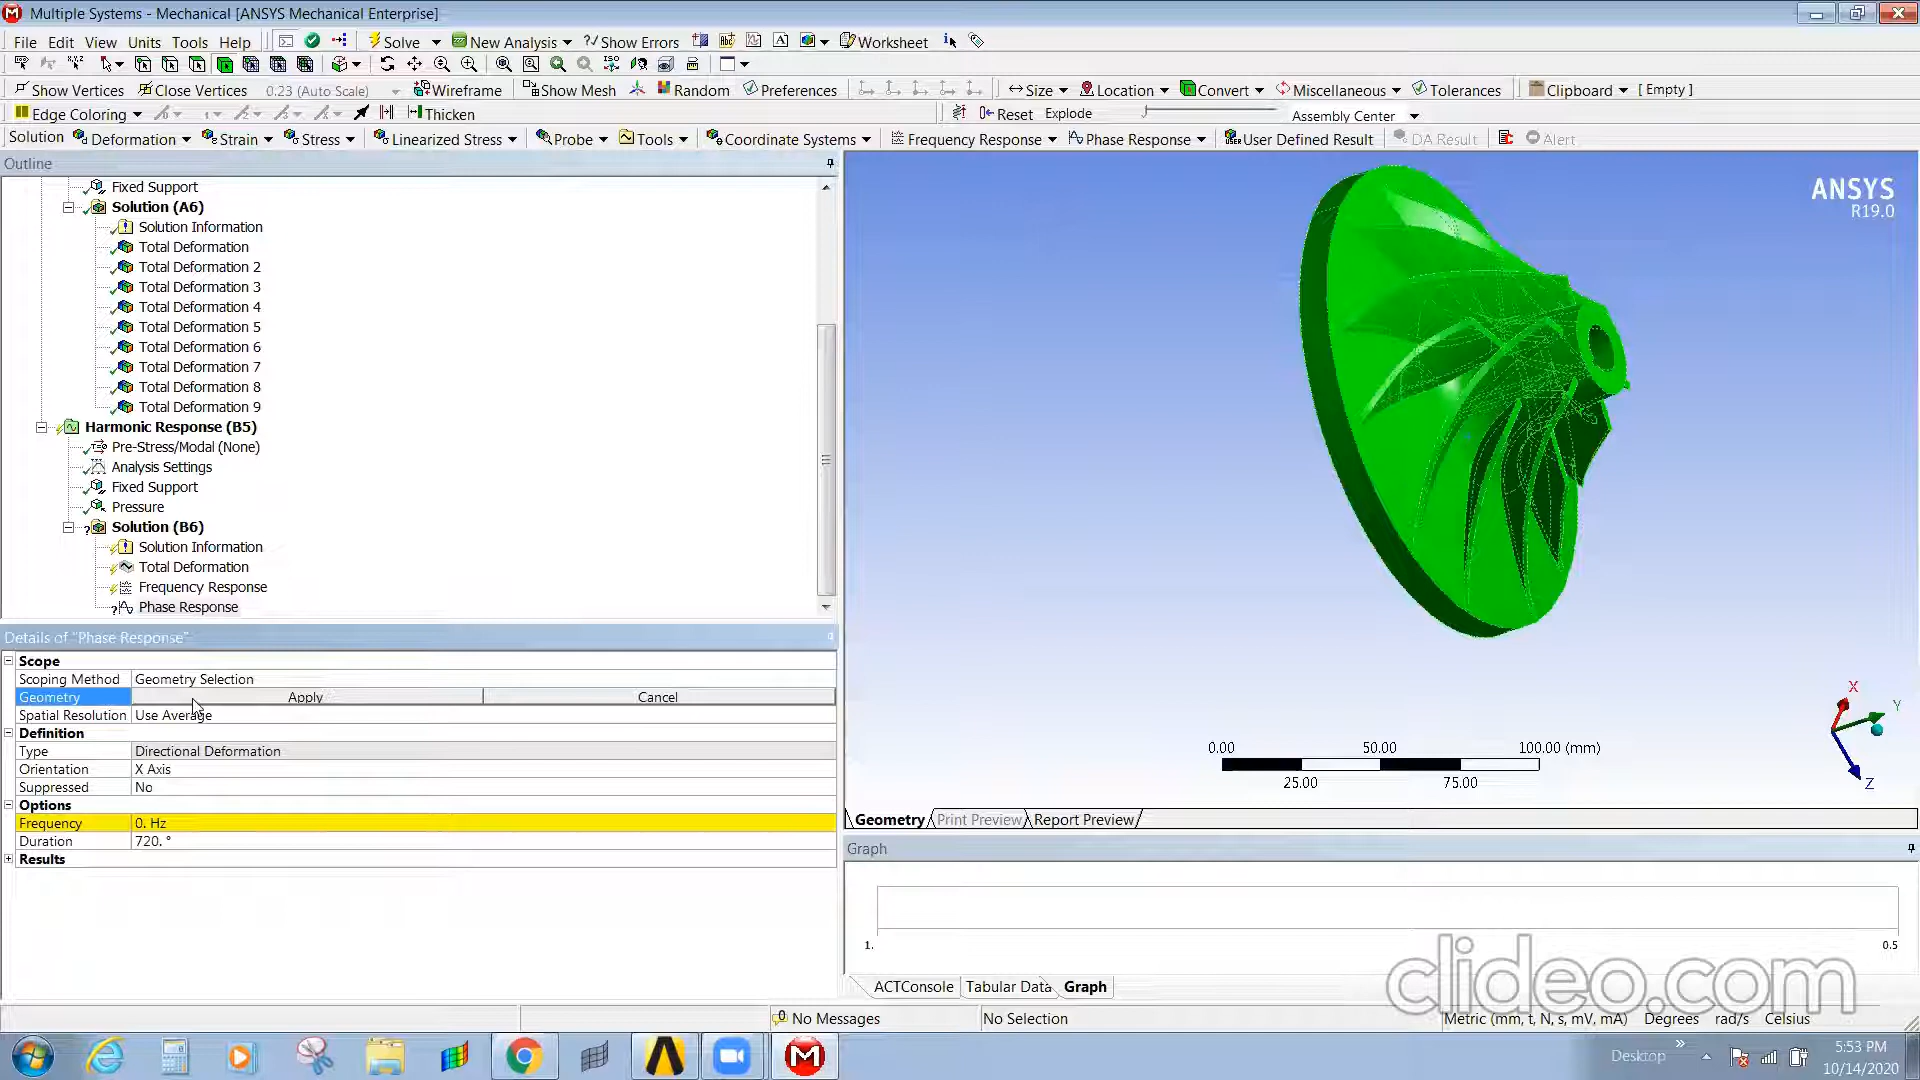 Multiple Systems - Mechanical [ANSYS Mechanical Enterprise]
File Edit View Units Tools Help Solve New Analysis ?/Show Errors Worksheet
Show Vertices Close Vertices 0.23 (Auto Scale) Wireframe Show Mesh Random Preferences Size Location Convert Miscellaneous Tolerances Clipboard [ Empty ]
Edge Coloring Thicken Reset Explode Assembly Center
Solution Deformation Strain Stress Linearized Stress Probe Tools Coordinate Systems Frequency Response Phase Response User Defined Result DA Result Alert
Outline
Fixed Support
Solution (A6)
Solution Information
Total Deformation
Total Deformation 2
Total Deformation 3
Total Deformation 4
Total Deformation 5
Total Deformation 6
Total Deformation 7
Total Deformation 8
Total Deformation 9
Harmonic Response (B5)
Pre-Stress/Modal (None)
Analysis Settings
Fixed Support
Pressure
Solution (B6)
Solution Information
Total Deformation
Frequency Response
Phase Response
Details of "Phase Response"
Scope
Scoping Method Geometry Selection
Geometry Apply Cancel
Spatial Resolution Use Average
Definition
Type Directional Deformation
Orientation X Axis
Suppressed No
Options
Frequency 0. Hz
Duration 720. °
Results
ANSYS
R19.0
X
Y
Z
0.00 50.00 100.00 (mm)
25.00 75.00
Geometry Print Preview Report Preview
Graph
1. 0.5
ACTConsole Tabular Data Graph
clideo.com
0 No Messages No Selection Metric (mm, t, N, s, mV, mA) Degrees rad/s Celsius
Desktop
5:53 PM
10/14/2020